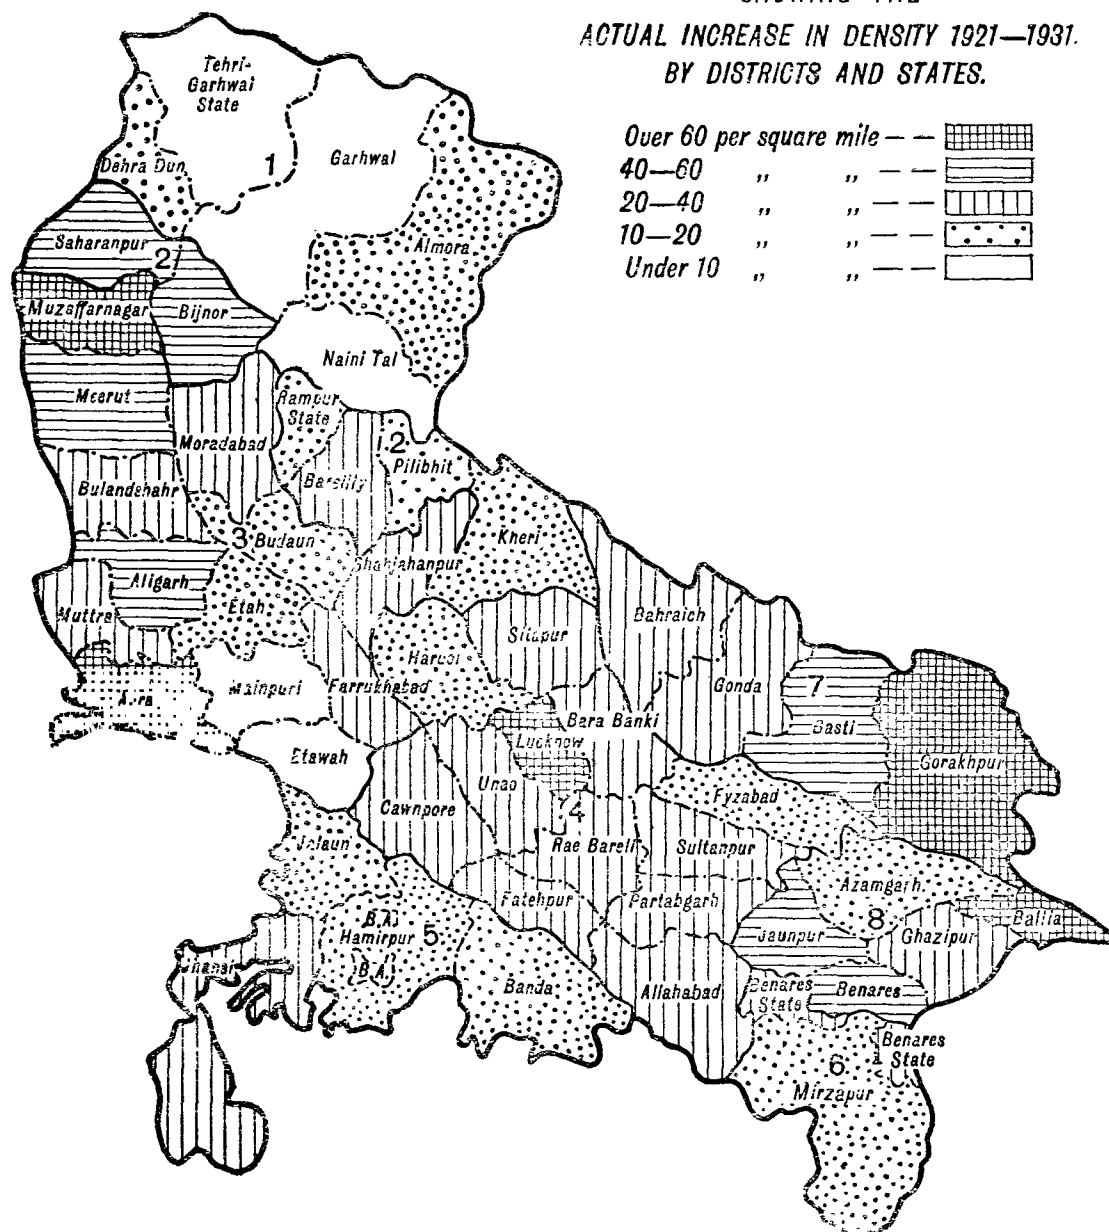 ACTUAL INCREASE IN DENSITY 1921—1931.
BY DISTRICTS AND STATES.
Over 60 per square mile — —
40—60 „ „ — —
20—40 „ „ — —
10—20 „ „ — —
Under 10 „ „ — —
Tehri-
Garhwal
State
Dehra Dun
1
Garhwal
Almora
Saharanpur
2
Muzaffarnagar
Bijnor
Naini Tal
Meerut
Rampur
State
Moradabad
2
Pilibhit
Bareilly
Bulandshahr
3
Budaun
Kheri
Shahjahanpur
Aligarh
Etah
Muttra
Bahraich
Sitapur
Hardoi
Mainpuri
Farrukhabad
Gonda
7
Basti
Agra
Bara Banki
Lucknow
Etawah
Unao
Gorakhpur
Fyzabad
Cawnpore
4
Jalaun
Rae Bareli
Sultanpur
Azamgarh
Fatehpur
Partabgarh
Ballia
B.A.
Hamirpur
5
8
Jaunpur
Ghazipur
Jhansi
B.A.
Banda
Allahabad
Benares
State
Benares
Benares
State
6
Mirzapur